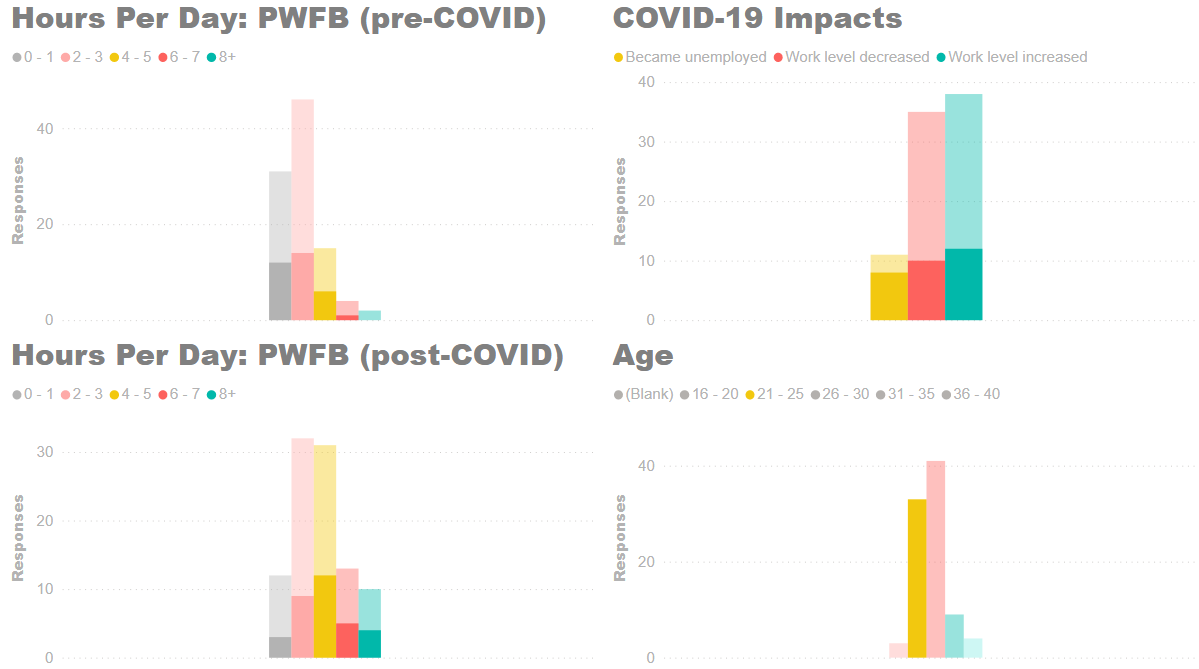 Hours Per Day: PWFB (pre-COVID)
0 - 1 2 - 3 4 - 5 6 - 7 8+
40
20
0
Responses
COVID-19 Impacts
Became unemployed Work level decreased Work level increased
40
30
20
10
0
Responses
Hours Per Day: PWFB (post-COVID)
0 - 1 2 - 3 4 - 5 6 - 7 8+
30
20
10
0
Responses
Age
(Blank) 16 - 20 21 - 25 26 - 30 31 - 35 36 - 40
40
20
0
Responses